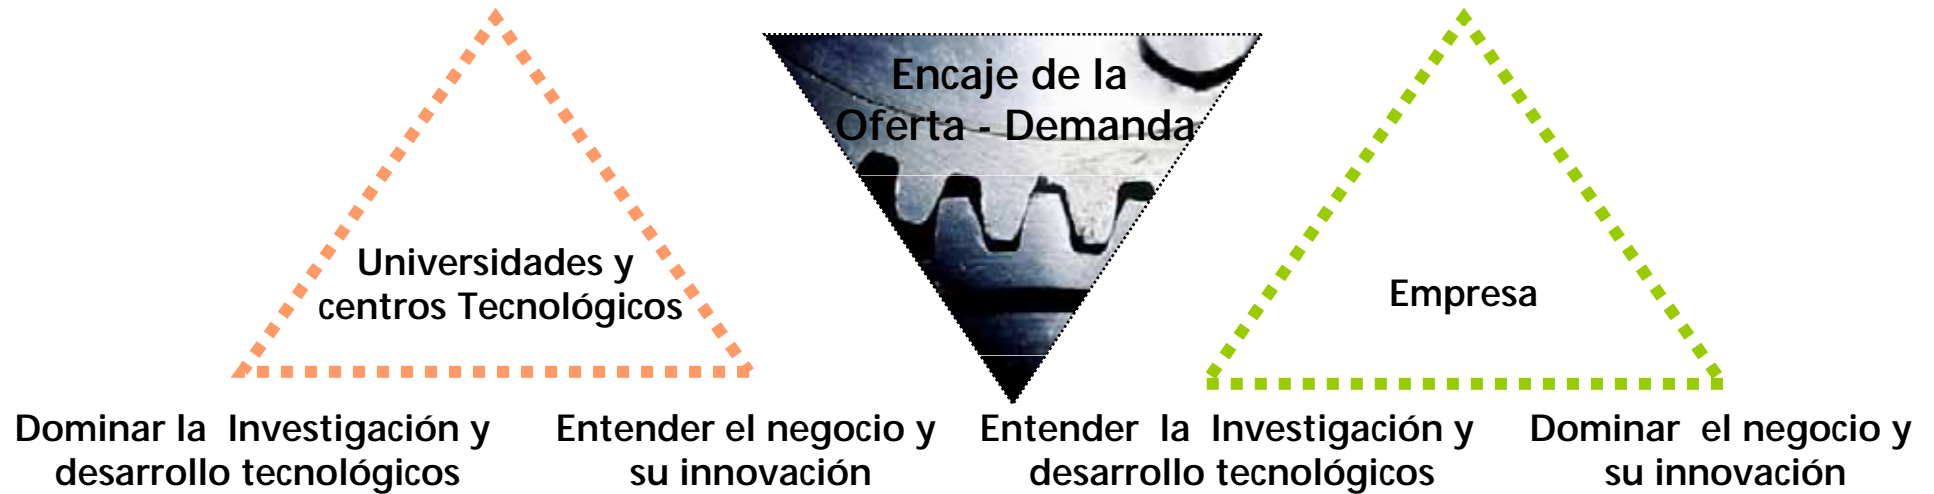 Encaje de la
Oferta - Demanda
Universidades y
centros Tecnológicos
Empresa
Dominar la Investigación y
desarrollo tecnológicos
Entender el negocio y
su innovación
Entender la Investigación y
desarrollo tecnológicos
Dominar el negocio y
su innovación